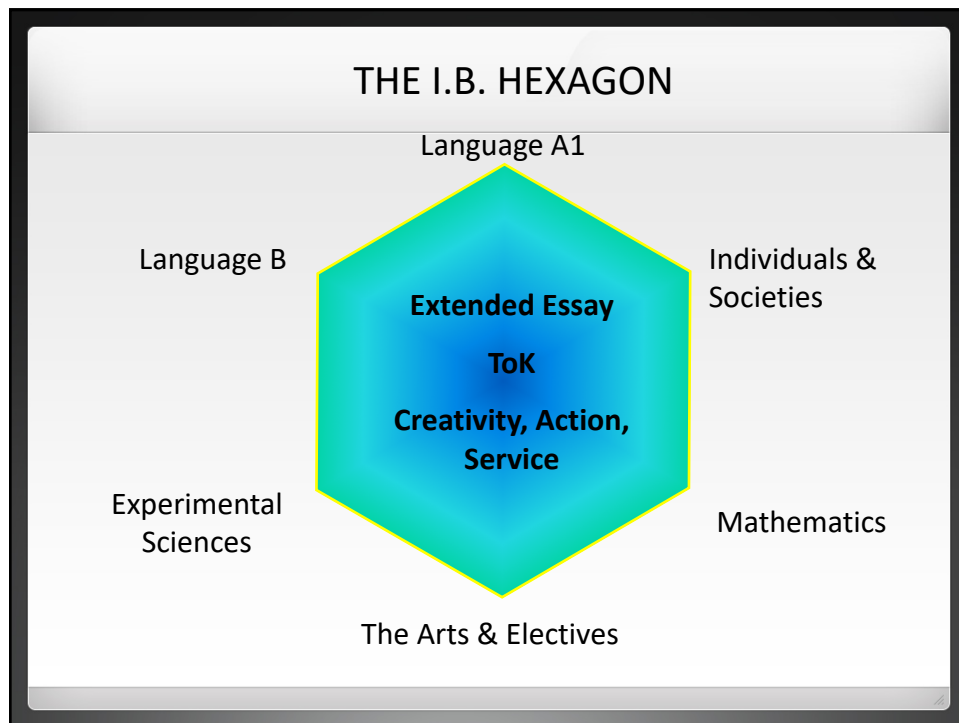 THE I.B. HEXAGON
Language A1
Language B
Individuals &
Societies
Extended Essay
ToK
Creativity, Action,
Service
Experimental
Sciences
Mathematics
The Arts & Electives